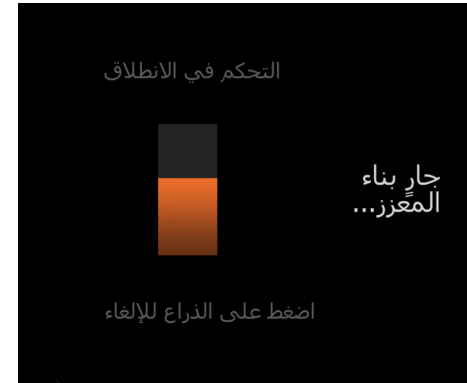 التحكم في الانطلاق
جارٍ بناء
المعزز...
اضغط على الذراع للإلغاء